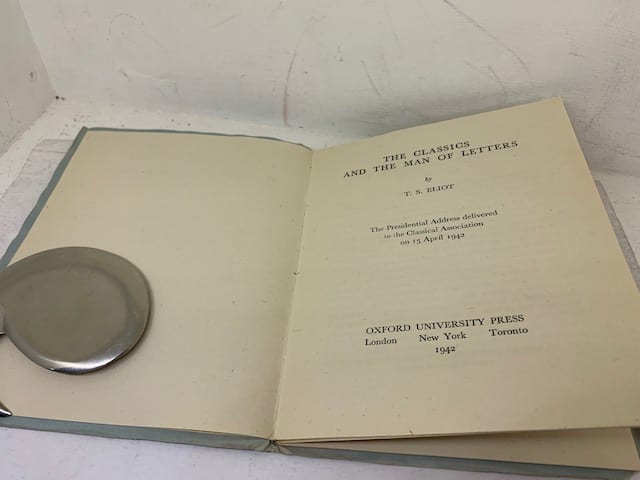 THE CLASSICS
AND THE MAN OF LETTERS
by
T. S. ELIOT
The Presidential Address delivered
to the Classical Association
on 15 April 1942
OXFORD UNIVERSITY PRESS
London New York Toronto
1942